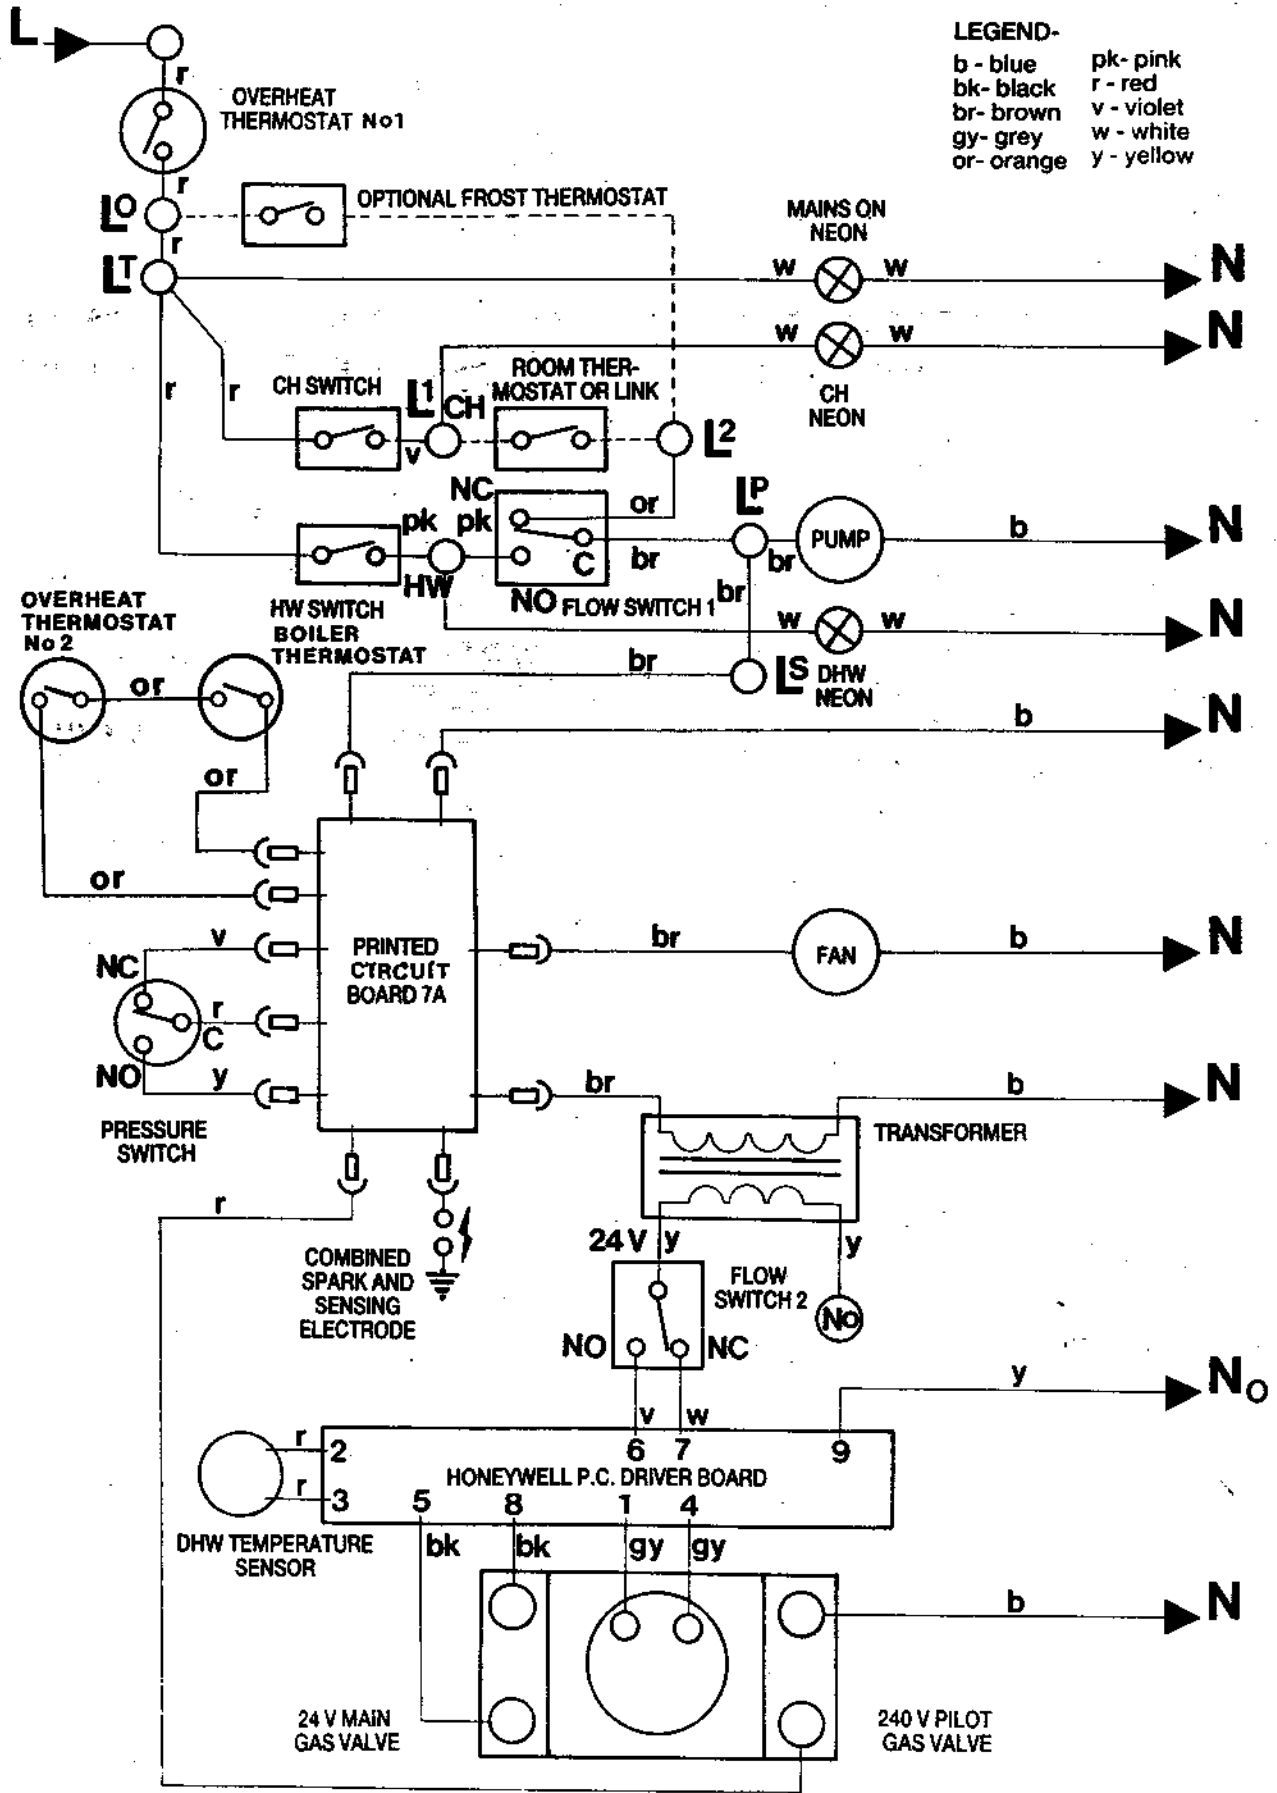 L
LEGEND-
b - blue
bk- black
br- brown
gy- grey
or- orange
pk- pink
r - red
v - violet
w - white
y - yellow
r
OVERHEAT
THERMOSTAT No1
r
LO
OPTIONAL FROST THERMOSTAT
MAINS ON
NEON
r
LT
w w
N
w w
N
CH
NEON
r
r
CH SWITCH
L1
CH
ROOM THER-
MOSTAT OR LINK
L2
v
NC
or
pk
pk
C
br
LP
PUMP
br
b
N
HW
NO
FLOW SWITCH 1
br
HW SWITCH
w w
N
DHW
NEON
OVERHEAT
THERMOSTAT
No 2
BOILER
THERMOSTAT
br
LS
or
b
N
or
or
v
NC
r
C
NO
y
PRESSURE
SWITCH
PRINTED
CTRCUIT
BOARD 7A
br
FAN
b
N
br
b
N
TRANSFORMER
r
COMBINED
SPARK AND
SENSING
ELECTRODE
24 V
y
y
FLOW
SWITCH 2
No
NO
NC
y
NO
v
w
r
2
6
7
9
HONEYWELL P.C. DRIVER BOARD
r
3
5
8
1
4
DHW TEMPERATURE
SENSOR
bk
bk
gy
gy
b
N
24 V MAIN
GAS VALVE
240 V PILOT
GAS VALVE